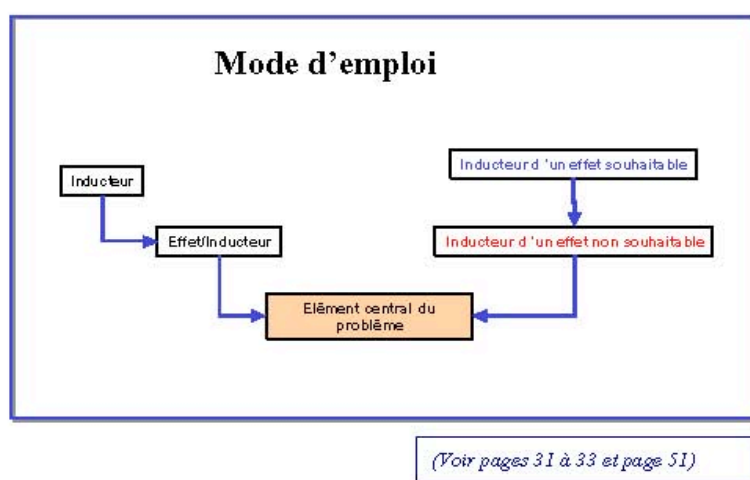 Mode d'emploi
Inducteur
Inducteur d'un effet souhaitable
Effet/Inducteur
Inducteur d'un effet non souhaitable
Elément central du
problème
(Voir pages 31 à 33 et page 51)